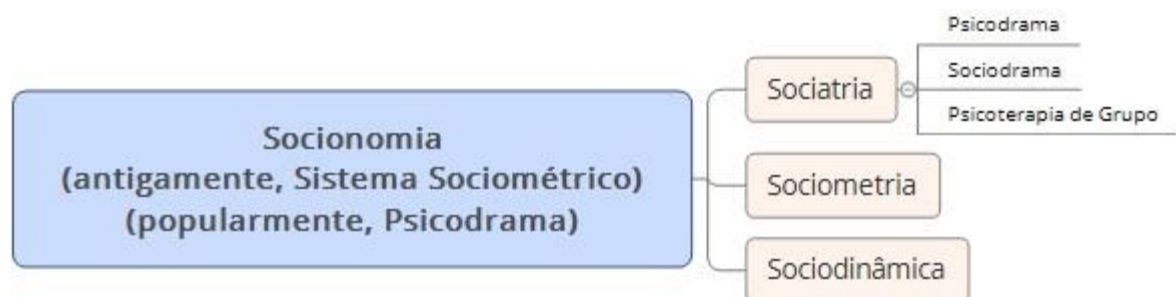 Socionomia
(antigamente, Sistema Sociométrico)
(popularmente, Psicodrama)
Sociatria
Psicodrama
Sociodrama
Psicoterapia de Grupo
Sociometria
Sociodinâmica